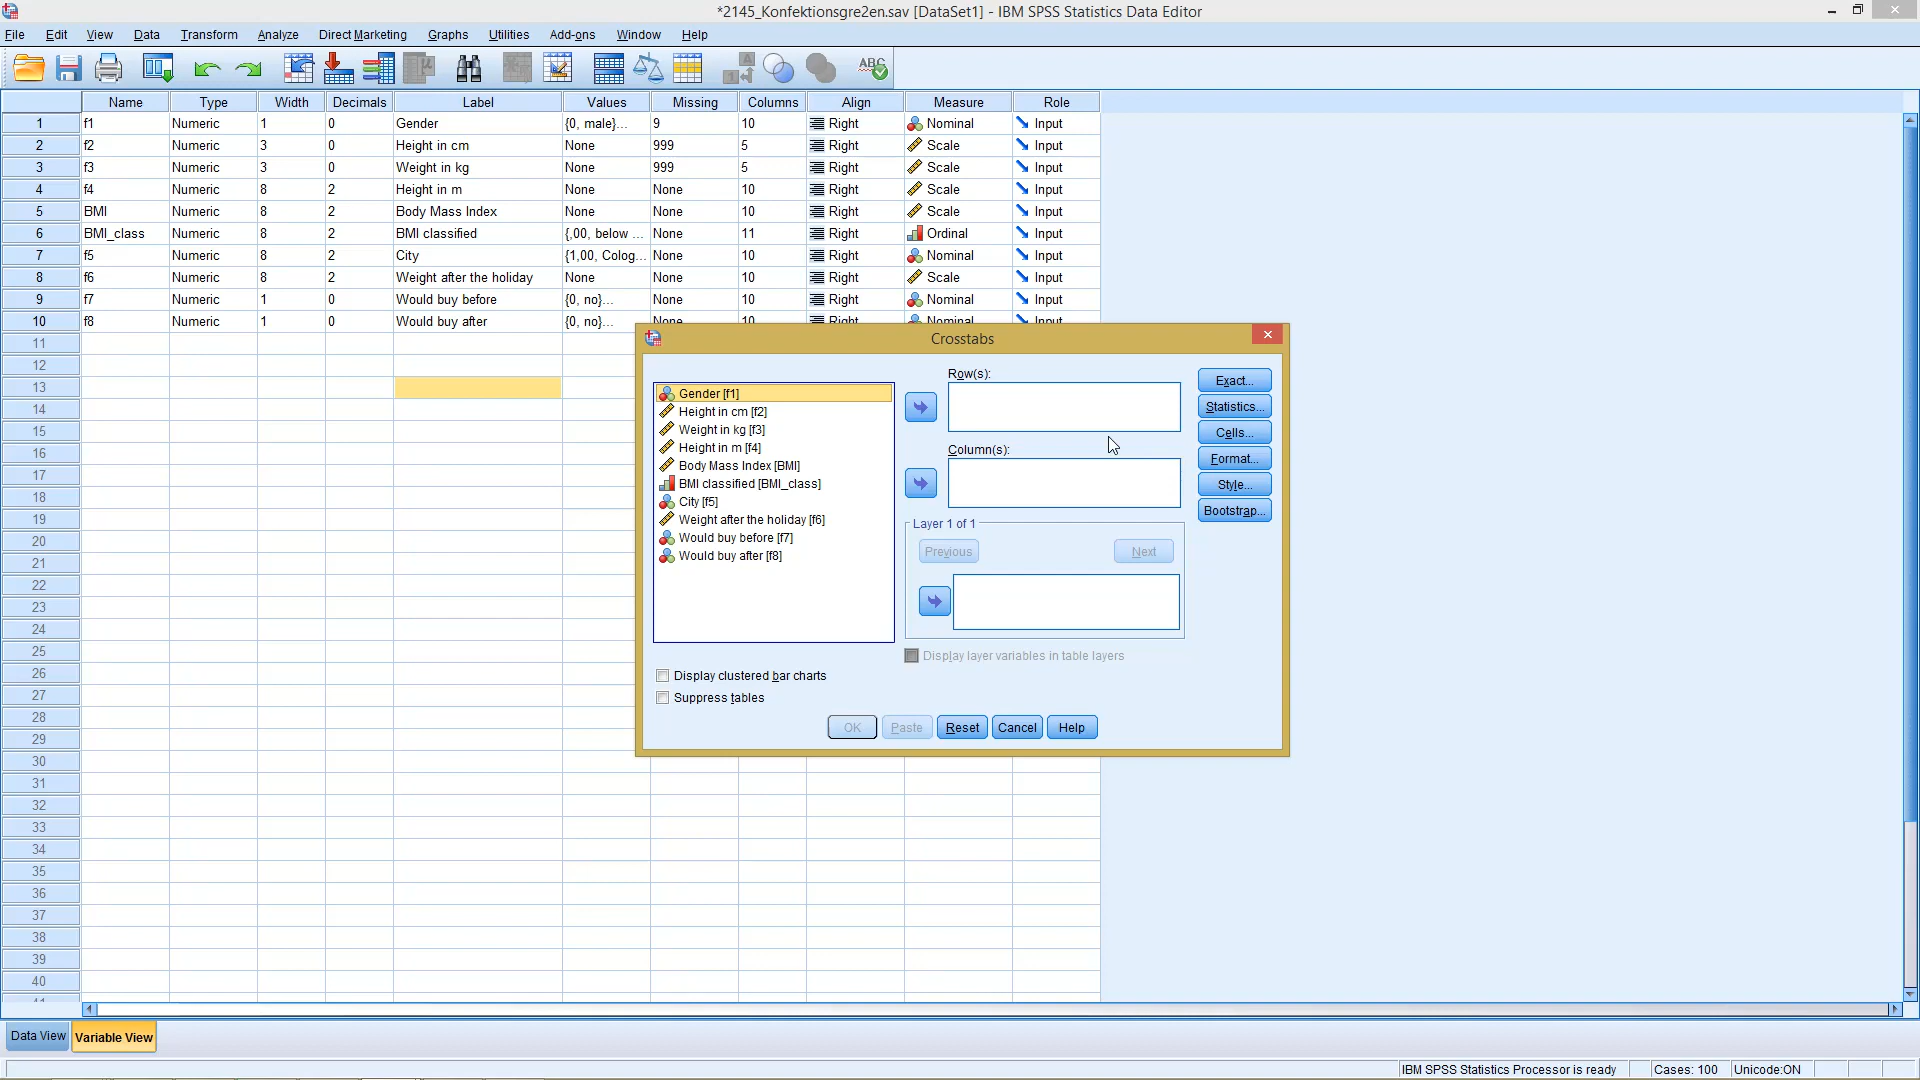 *2145_Konfektionsgre2en.sav [DataSet1] - IBM SPSS Statistics Data Editor
File Edit View Data Transform Analyze Direct Marketing Graphs Utilities Add-ons Window Help
Name Type Width Decimals Label Values Missing Columns Align Measure Role
1 f1 Numeric 1 0 Gender {0, male}... 9 10 Right Nominal Input
2 f2 Numeric 3 0 Height in cm None 999 5 Right Scale Input
3 f3 Numeric 3 0 Weight in kg None 999 5 Right Scale Input
4 f4 Numeric 8 2 Height in m None None 10 Right Scale Input
5 BMI Numeric 8 2 Body Mass Index None None 10 Right Scale Input
6 BMI_class Numeric 8 2 BMI classified {,00, below ... None 11 Right Ordinal Input
7 f5 Numeric 8 2 City {1,00, Colog... None 10 Right Nominal Input
8 f6 Numeric 8 2 Weight after the holiday None None 10 Right Scale Input
9 f7 Numeric 1 0 Would buy before {0, no}... None 10 Right Nominal Input
10 f8 Numeric 1 0 Would buy after {0, no}... None 10 Right Nominal Input
11
12
13
14
15
16
17
18
19
20
21
22
23
24
25
26
27
28
29
30
31
32
33
34
35
36
37
38
39
40
41
Crosstabs
Gender [f1]
Height in cm [f2]
Weight in kg [f3]
Height in m [f4]
Body Mass Index [BMI]
BMI classified [BMI_class]
City [f5]
Weight after the holiday [f6]
Would buy before [f7]
Would buy after [f8]
Row(s):
Column(s):
Layer 1 of 1
Previous Next
Display layer variables in table layers
Exact...
Statistics...
Cells...
Format...
Style...
Bootstrap...
Display clustered bar charts
Suppress tables
OK Paste Reset Cancel Help
Data View Variable View
IBM SPSS Statistics Processor is ready Cases: 100 Unicode:ON